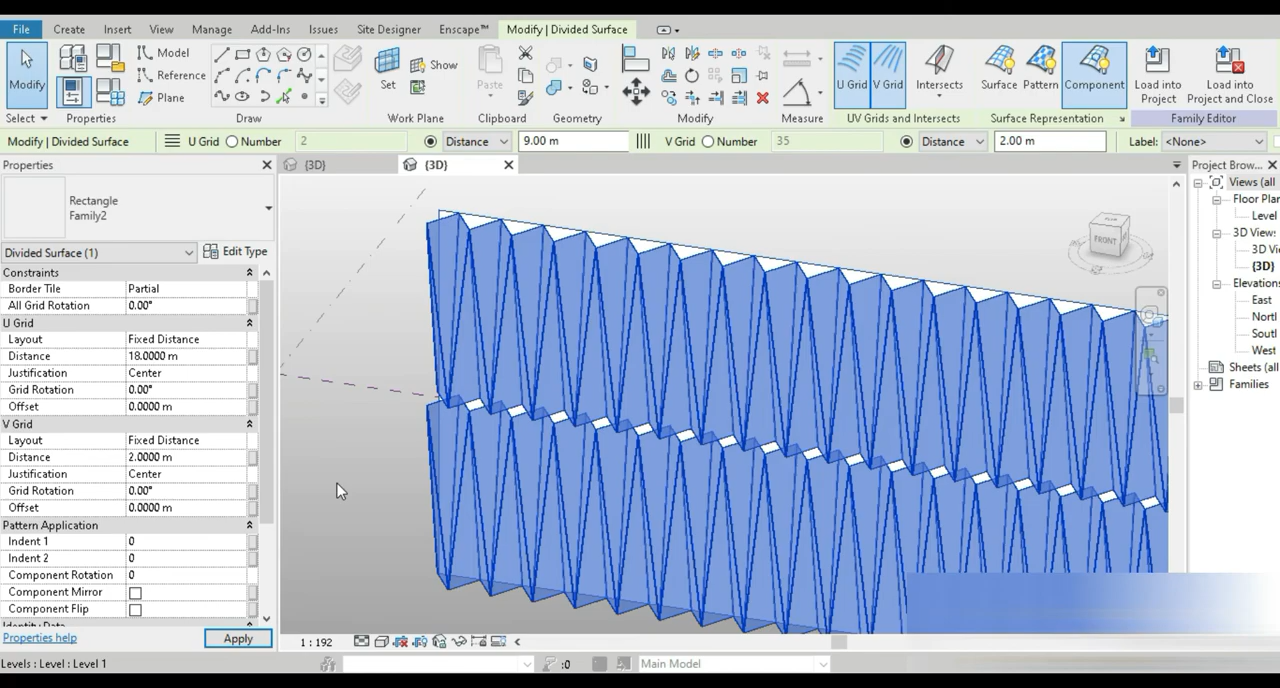 File Create Insert View Manage Add-Ins Issues Site Designer Enscape™ Modify | Divided Surface
Modify
Model
Reference
Plane
Set
Show
Paste
U Grid V Grid Intersects Surface Pattern Component Load into Project Load into Project and Close
Select Properties Draw Work Plane Clipboard Geometry Modify Measure UV Grids and Intersects Surface Representation Family Editor
Modify | Divided Surface U Grid Number 2 Distance 9.00 m V Grid Number 35 Distance 2.00 m Label: <None>
Properties
{3D}
{3D}
Project Brow...
Rectangle
Family2
Divided Surface (1) Edit Type
Constraints
Border Tile Partial
All Grid Rotation 0.00°
U Grid
Layout Fixed Distance
Distance 18.0000 m
Justification Center
Grid Rotation 0.00°
Offset 0.0000 m
V Grid
Layout Fixed Distance
Distance 2.0000 m
Justification Center
Grid Rotation 0.00°
Offset 0.0000 m
Pattern Application
Indent 1 0
Indent 2 0
Component Rotation 0
Component Mirror
Component Flip
Identity Data
Properties help Apply
FRONT
Views (all
Floor Plan
Level
3D View:
3D Vi
{3D}
Elevations
East
Nortl
Soutl
West
Sheets (all
Families
1 : 192
Levels : Level : Level 1
:0
Main Model